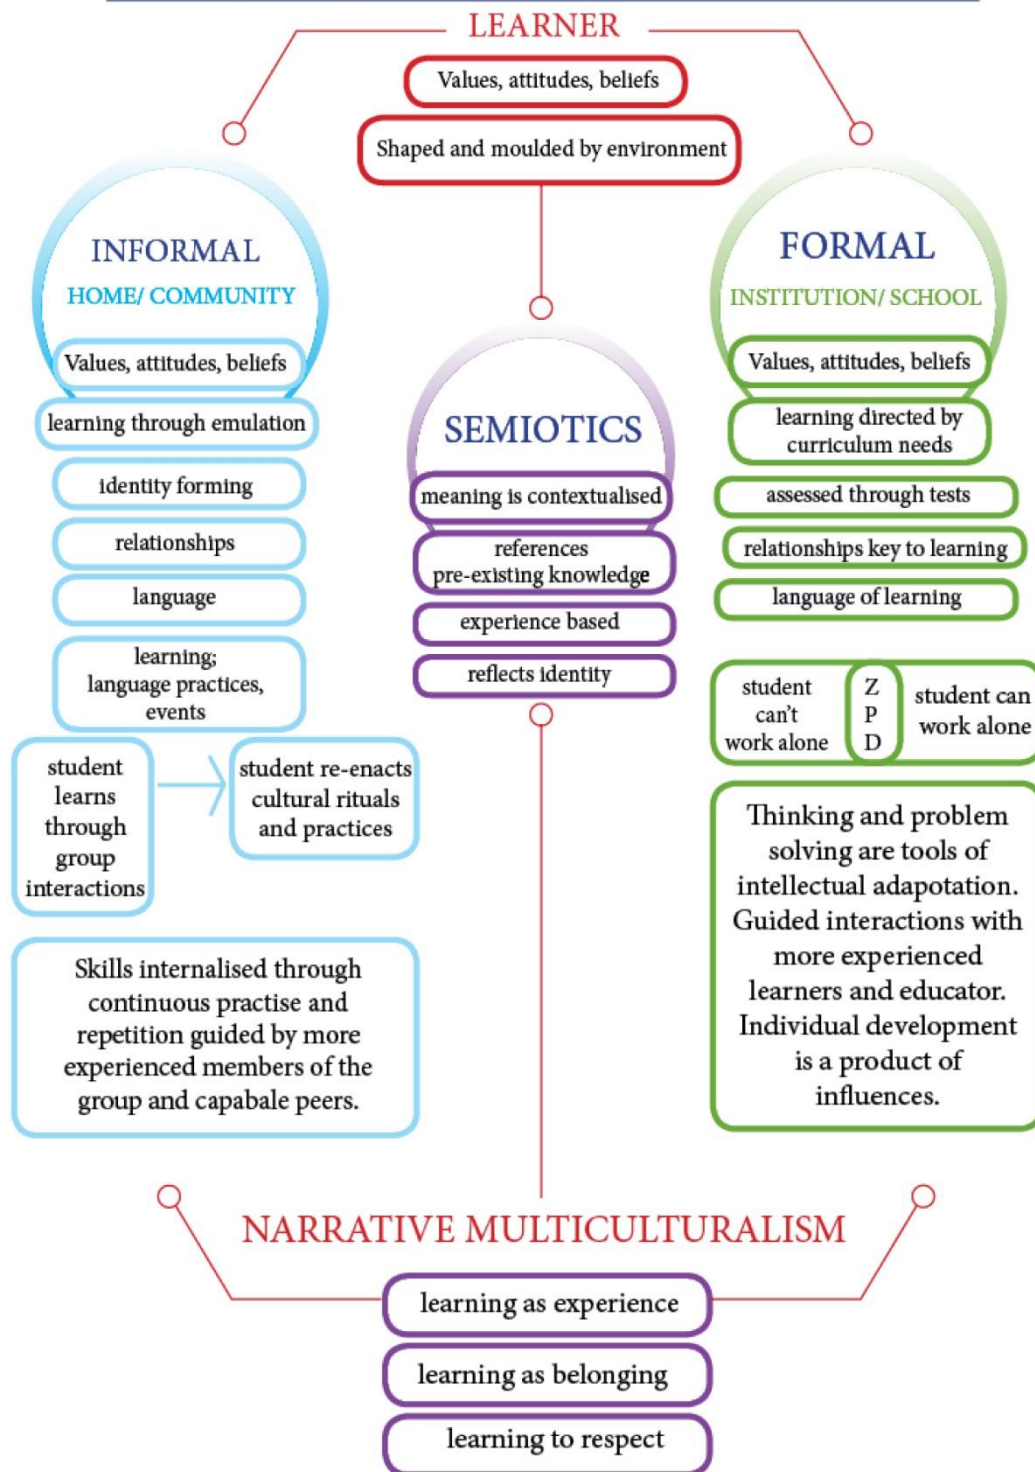 LEARNER
Values, attitudes, beliefs
Shaped and moulded by environment
INFORMAL
HOME/ COMMUNITY
Values, attitudes, beliefs
learning through emulation
identity forming
relationships
language
learning;
language practices,
events
student
learns
through
group
interactions
student re-enacts
cultural rituals
and practices
Skills internalised through
continuous practise and
repetition guided by more
experienced members of the
group and capabale peers.
SEMIOTICS
meaning is contextualised
references
pre-existing knowledge
experience based
reflects identity
FORMAL
INSTITUTION/ SCHOOL
Values, attitudes, beliefs
learning directed by
curriculum needs
assessed through tests
relationships key to learning
language of learning
student
can't
work alone
Z
P
D
student can
work alone
Thinking and problem
solving are tools of
intellectual adapotation.
Guided interactions with
more experienced
learners and educator.
Individual development
is a product of
influences.
NARRATIVE MULTICULTURALISM
learning as experience
learning as belonging
learning to respect